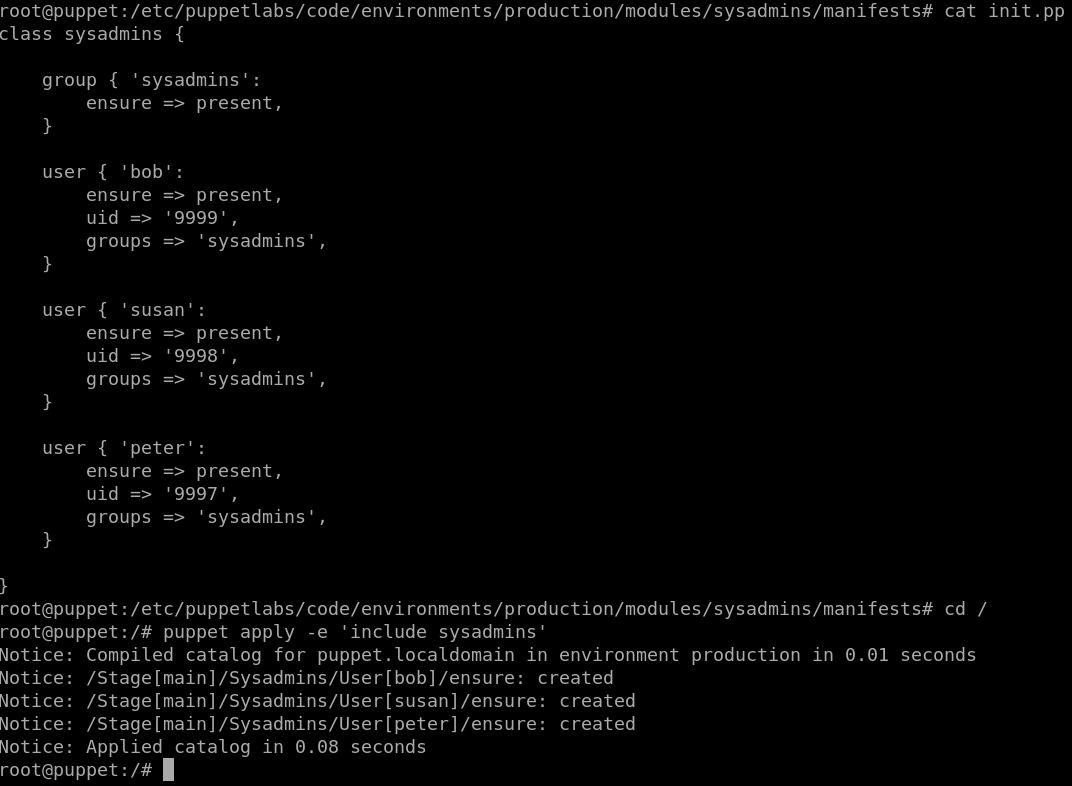 root@puppet:/etc/puppetlabs/code/environments/production/modules/sysadmins/manifests# cat init.pp
class sysadmins {

    group { 'sysadmins':
        ensure => present,
    }

    user { 'bob':
        ensure => present,
        uid => '9999',
        groups => 'sysadmins',
    }

    user { 'susan':
        ensure => present,
        uid => '9998',
        groups => 'sysadmins',
    }

    user { 'peter':
        ensure => present,
        uid => '9997',
        groups => 'sysadmins',
    }

}
root@puppet:/etc/puppetlabs/code/environments/production/modules/sysadmins/manifests# cd /
root@puppet:/# puppet apply -e 'include sysadmins'
Notice: Compiled catalog for puppet.localdomain in environment production in 0.01 seconds
Notice: /Stage[main]/Sysadmins/User[bob]/ensure: created
Notice: /Stage[main]/Sysadmins/User[susan]/ensure: created
Notice: /Stage[main]/Sysadmins/User[peter]/ensure: created
Notice: Applied catalog in 0.08 seconds
root@puppet:/#